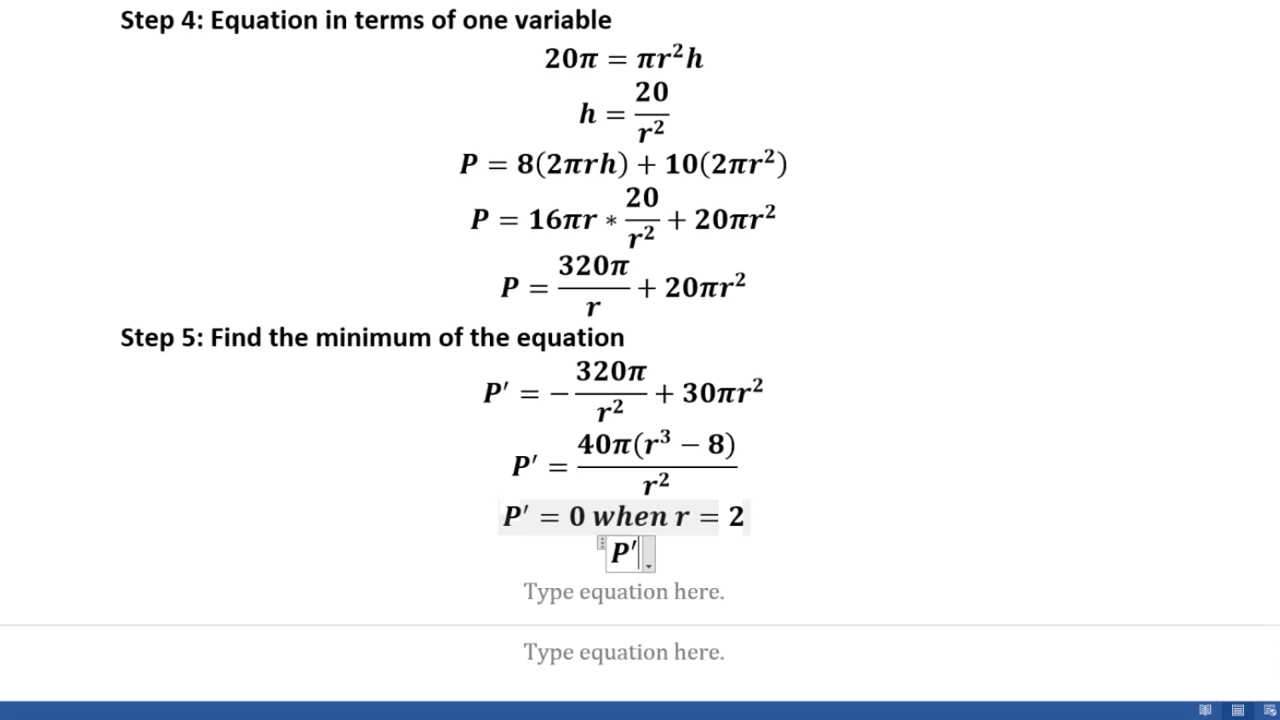 Step 4: Equation in terms of one variable
20π = πr²h
h = 20/r²
P = 8(2πrh) + 10(2πr²)
P = 16πr * 20/r² + 20πr²
P = 320π/r + 20πr²
Step 5: Find the minimum of the equation
P′ = −320π/r² + 30πr²
P′ = 40π(r³ − 8)/r²
P′ = 0 when r = 2
P′
Type equation here.
Type equation here.